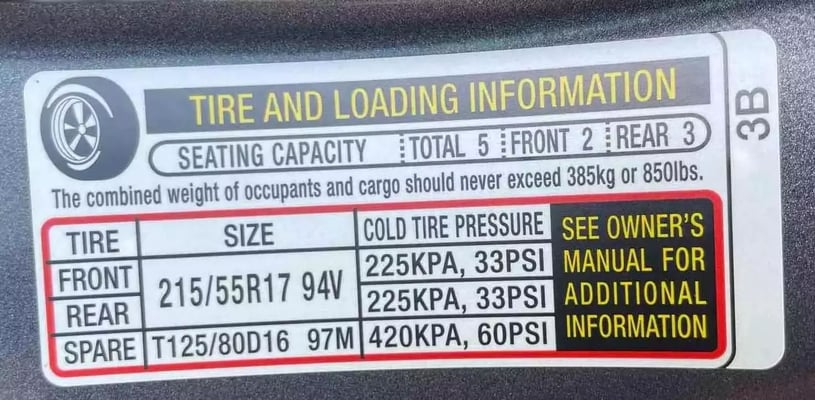 TIRE AND LOADING INFORMATION
SEATING CAPACITY TOTAL 5 FRONT 2 REAR 3
The combined weight of occupants and cargo should never exceed 385kg or 850lbs.
TIRE SIZE COLD TIRE PRESSURE
FRONT 215/55R17 94V 225KPA, 33PSI
REAR 225KPA, 33PSI
SPARE T125/80D16 97M 420KPA, 60PSI
SEE OWNER'S
MANUAL FOR
ADDITIONAL
INFORMATION
3B